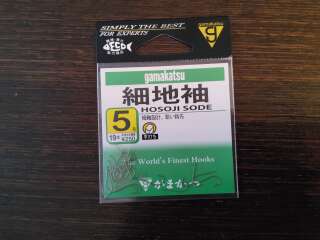 SIMPLY THE BEST
FOR EXPERTS
gamakatsu
細地袖
HOSOJI SODE
5号
The World's Finest Hooks
がまかつ